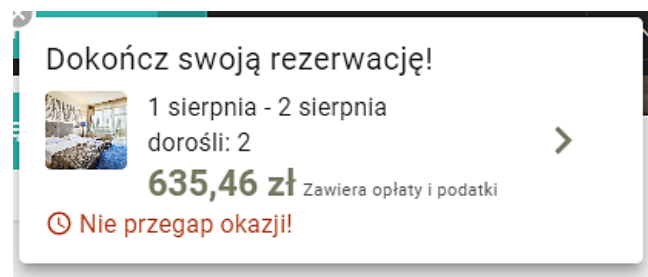 Dokończ swoją rezerwację!
1 sierpnia - 2 sierpnia
dorośli: 2
635,46 zł Zawiera opłaty i podatki
Nie przegap okazji!